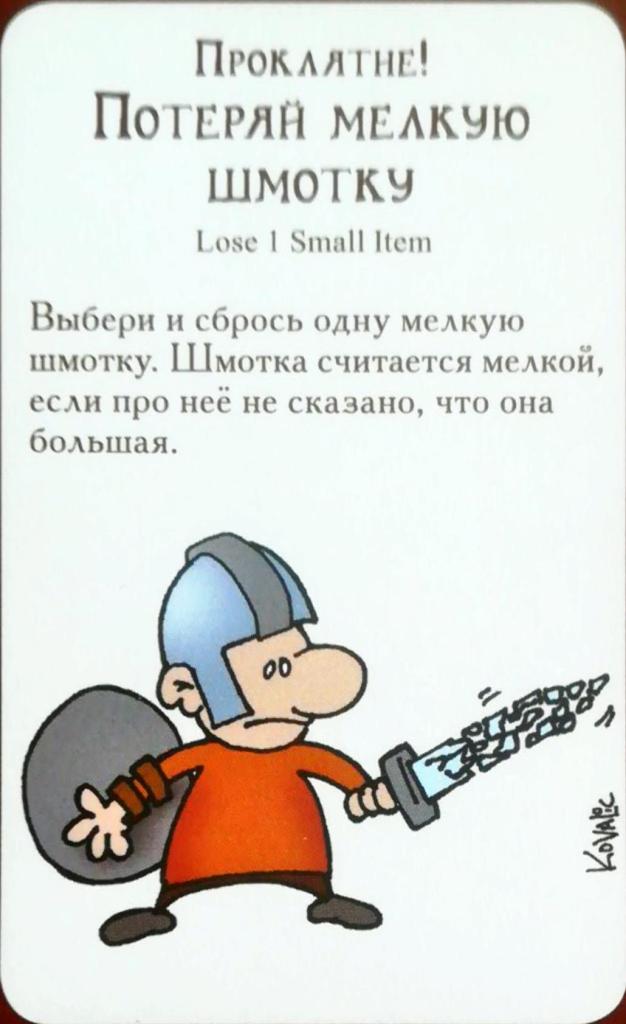 Проклятие!
Потеряй мелкую
шмотку
Lose 1 Small Item
Выбери и сбрось одну мелкую
шмотку. Шмотка считается мелкой,
если про неё не сказано, что она
большая.
Kovalic